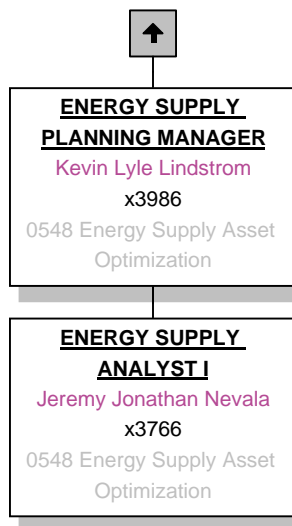 ENERGY SUPPLY
PLANNING MANAGER
Kevin Lyle Lindstrom
x3986
0548 Energy Supply Asset
Optimization
ENERGY SUPPLY
ANALYST I
Jeremy Jonathan Nevala
x3766
0548 Energy Supply Asset
Optimization